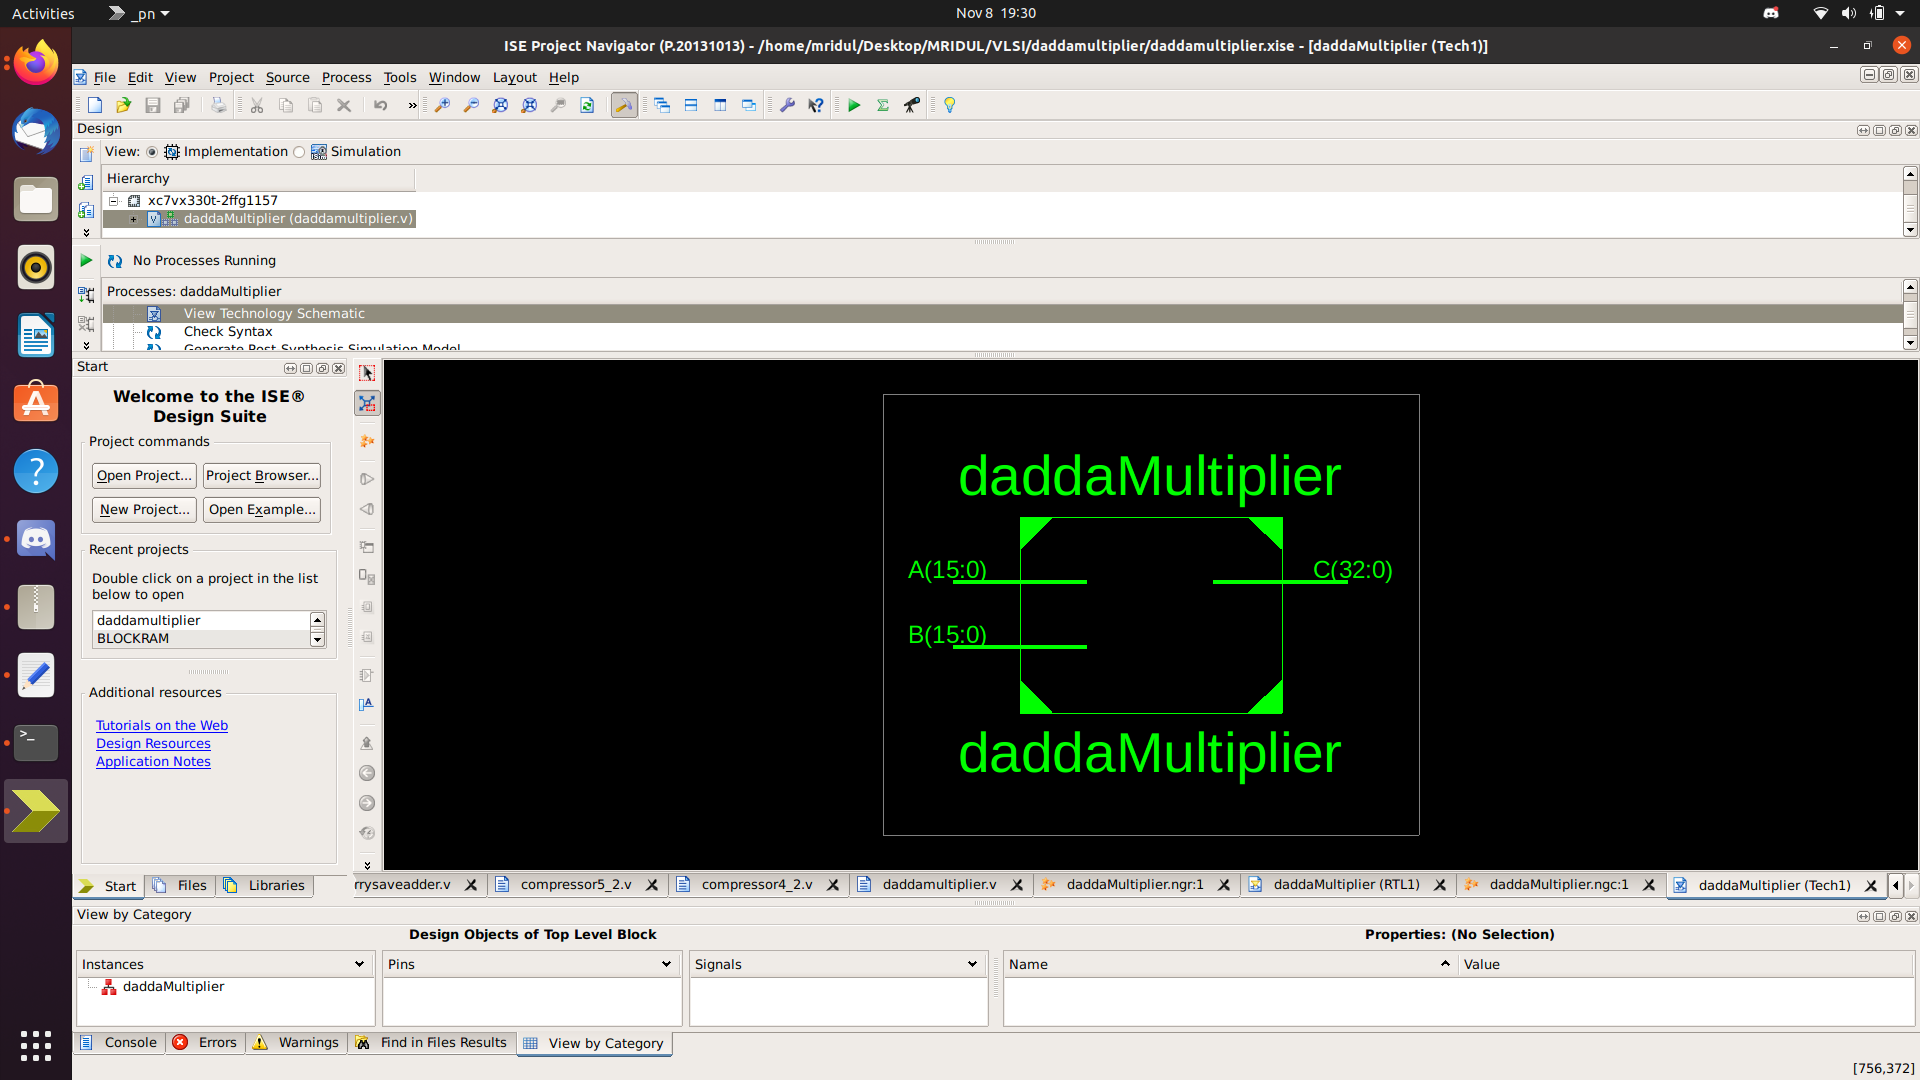 Activities
_pn
Nov 8 19:30
ISE Project Navigator (P.20131013) - /home/mridul/Desktop/MRIDUL/VLSI/daddamultiplier/daddamultiplier.xise - [daddaMultiplier (Tech1)]
File Edit View Project Source Process Tools Window Layout Help
Design
View: Implementation Simulation
Hierarchy
xc7vx330t-2ffg1157
daddaMultiplier (daddamultiplier.v)
No Processes Running
Processes: daddaMultiplier
View Technology Schematic
Check Syntax
Generate Post-Synthesis Simulation Model
Start
Welcome to the ISE®
Design Suite
Project commands
Open Project... Project Browser...
New Project... Open Example...
Recent projects
Double click on a project in the list
below to open
daddamultiplier
BLOCKRAM
Additional resources
Tutorials on the Web
Design Resources
Application Notes
daddaMultiplier
A(15:0) C(32:0)
B(15:0)
daddaMultiplier
Start Files Libraries
rrysaveadder.v compressor5_2.v compressor4_2.v daddamultiplier.v daddaMultiplier.ngr:1 daddaMultiplier (RTL1) daddaMultiplier.ngc:1 daddaMultiplier (Tech1)
View by Category
Design Objects of Top Level Block
Properties: (No Selection)
Instances Pins Signals Name Value
daddaMultiplier
Console Errors Warnings Find in Files Results View by Category
[756,372]